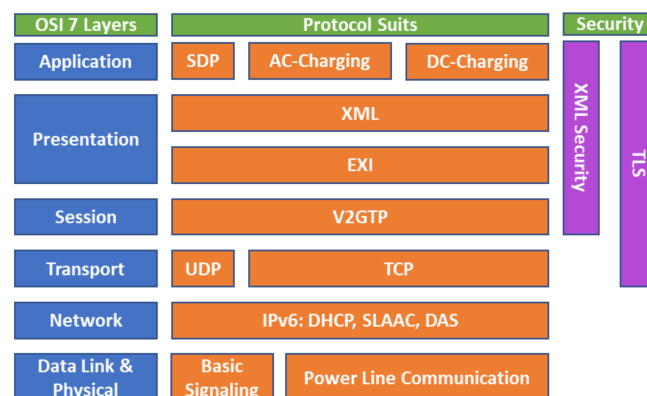 OSI 7 Layers Protocol Suits Security
Application SDP AC-Charging DC-Charging
XML
Presentation
EXI
XML Security
TLS
Session V2GTP
Transport UDP TCP
Network IPv6: DHCP, SLAAC, DAS
Data Link & Physical Basic Signaling Power Line Communication